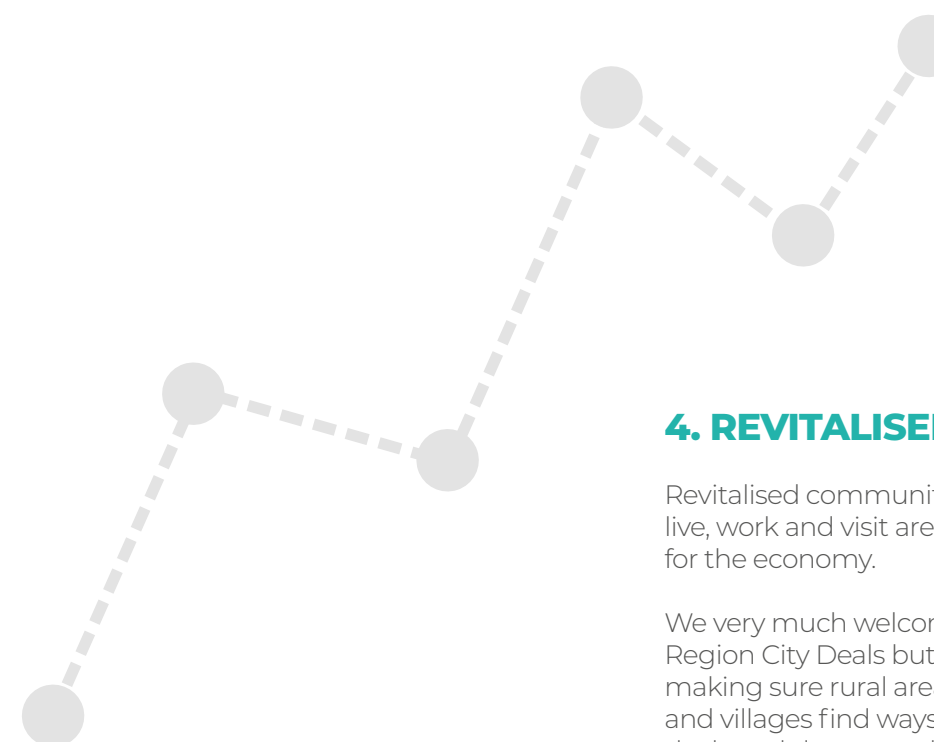 4. REVITALISE
Revitalised communi
live, work and visit are
for the economy.
We very much welco
Region City Deals but
making sure rural are
and villages find ways